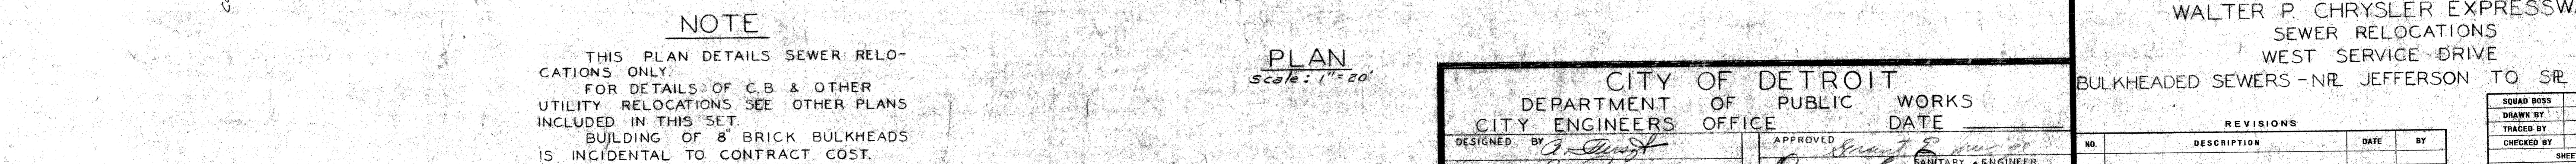 NOTE
THIS PLAN DETAILS SEWER RELO-
CATIONS ONLY.
FOR DETAILS OF C.B. & OTHER
UTILITY RELOCATIONS SEE OTHER PLANS
INCLUDED IN THIS SET.
BUILDING OF 8" BRICK BULKHEADS
IS INCIDENTAL TO CONTRACT COST.
PLAN
Scale: 1"=20'
CITY OF DETROIT
DEPARTMENT OF PUBLIC WORKS
CITY ENGINEERS OFFICE DATE
DESIGNED BY
APPROVED
SANITARY ENGINEER
WALTER P. CHRYSLER EXPRESSWA
SEWER RELOCATIONS
WEST SERVICE DRIVE
BULKHEADED SEWERS - NPL JEFFERSON TO SPL
REVISIONS
NO. DESCRIPTION DATE BY
SQUAD BOSS
DRAWN BY
TRACED BY
CHECKED BY
SHEE